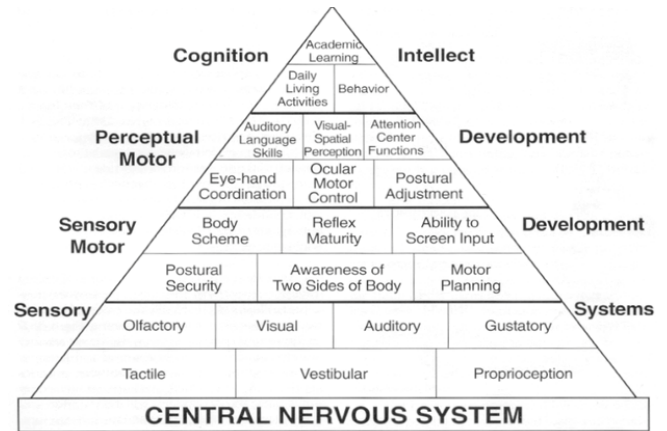 Cognition
Intellect
Academic
Learning
Daily
Living
Activities
Behavior
Perceptual
Motor
Development
Auditory
Language
Skills
Visual-
Spatial
Perception
Attention
Center
Functions
Eye-hand
Coordination
Ocular
Motor
Control
Postural
Adjustment
Sensory
Motor
Development
Body
Scheme
Reflex
Maturity
Ability to
Screen Input
Postural
Security
Awareness of
Two Sides of Body
Motor
Planning
Sensory
Systems
Olfactory
Visual
Auditory
Gustatory
Tactile
Vestibular
Proprioception
CENTRAL NERVOUS SYSTEM